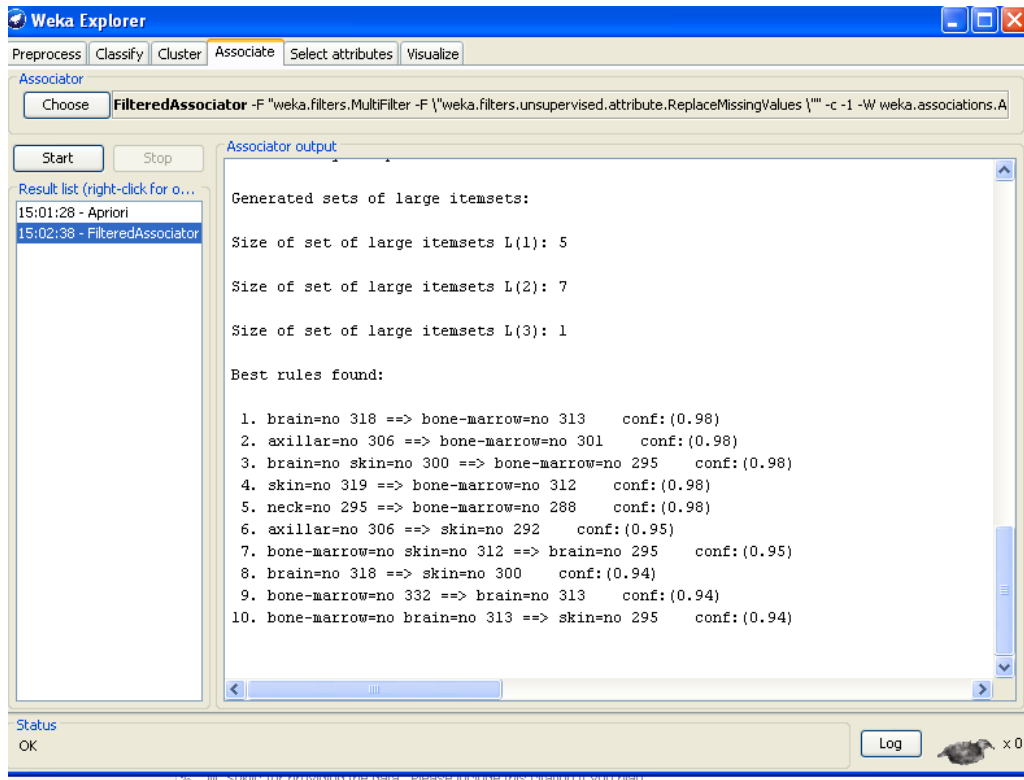 Weka Explorer
Preprocess Classify Cluster Associate Select attributes Visualize
Associator
Choose FilteredAssociator -F "weka.filters.MultiFilter -F \"weka.filters.unsupervised.attribute.ReplaceMissingValues \"" -c -1 -W weka.associations.A
Start Stop
Result list (right-click for o...
15:01:28 - Apriori
15:02:38 - FilteredAssociator
Associator output
Generated sets of large itemsets:
Size of set of large itemsets L(1): 5
Size of set of large itemsets L(2): 7
Size of set of large itemsets L(3): 1
Best rules found:
1. brain=no 318 ==> bone-marrow=no 313 conf:(0.98)
2. axillar=no 306 ==> bone-marrow=no 301 conf:(0.98)
3. brain=no skin=no 300 ==> bone-marrow=no 295 conf:(0.98)
4. skin=no 319 ==> bone-marrow=no 312 conf:(0.98)
5. neck=no 295 ==> bone-marrow=no 288 conf:(0.98)
6. axillar=no 306 ==> skin=no 292 conf:(0.95)
7. bone-marrow=no skin=no 312 ==> brain=no 295 conf:(0.95)
8. brain=no 318 ==> skin=no 300 conf:(0.94)
9. bone-marrow=no 332 ==> brain=no 313 conf:(0.94)
10. bone-marrow=no brain=no 313 ==> skin=no 295 conf:(0.94)
Status
OK
Log x 0